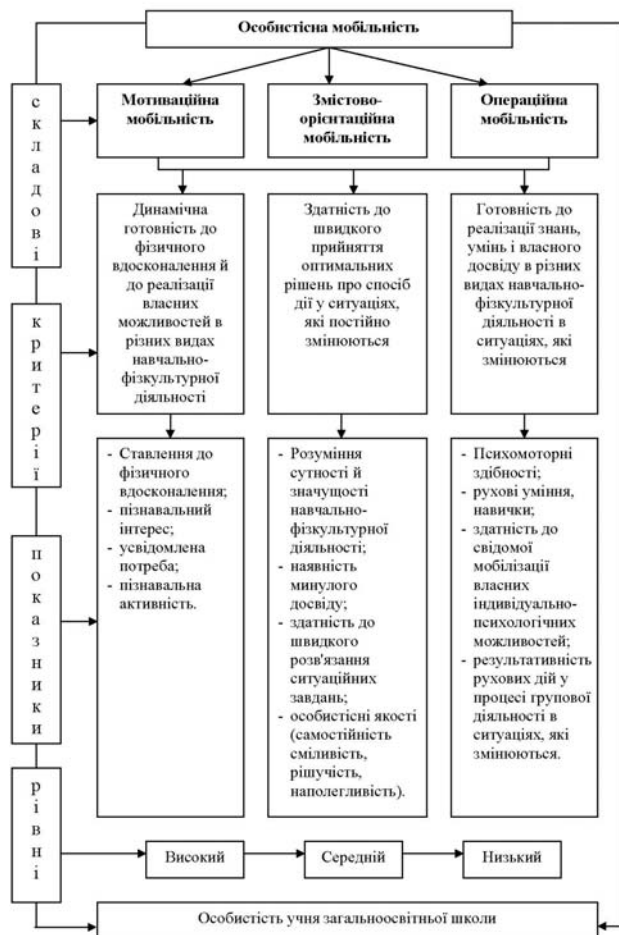 Особистісна мобільність
складові
Мотиваційна
мобільність
Змістово-
орієнтаційна
мобільність
Операційна
мобільність
критерії
Динамічна
готовність до
фізичного
вдосконалення й
до реалізації
власних
можливостей в
різних видах
навчально-
фізкультурної
діяльності
Здатність до
швидкого
прийняття
оптимальних
рішень про спосіб
дії у ситуаціях,
які постійно
змінюються
Готовність до
реалізації знань,
умінь і власного
досвіду в різних
видах навчально-
фізкультурної
діяльності в
ситуаціях, які
змінюються
показники
- Ставлення до
фізичного
вдосконалення;
- пізнавальний
інтерес;
- усвідомлена
потреба;
- пізнавальна
активність.
- Розуміння
сутності й
значущості
навчально-
фізкультурної
діяльності;
- наявність
минулого
досвіду;
- здатність до
швидкого
розв'язання
ситуаційних
завдань;
- особистісні якості
(самостійність
сміливість,
рішучість,
наполегливість).
- Психомоторні
здібності;
- рухові уміння,
навички;
- здатність до
свідомої
мобілізації
власних
індивідуально-
психологічних
можливостей;
- результативність
рухових дій у
процесі групової
діяльності в
ситуаціях, які
змінюються.
рівні
Високий
Середній
Низький
Особистість учня загальноосвітньої школи